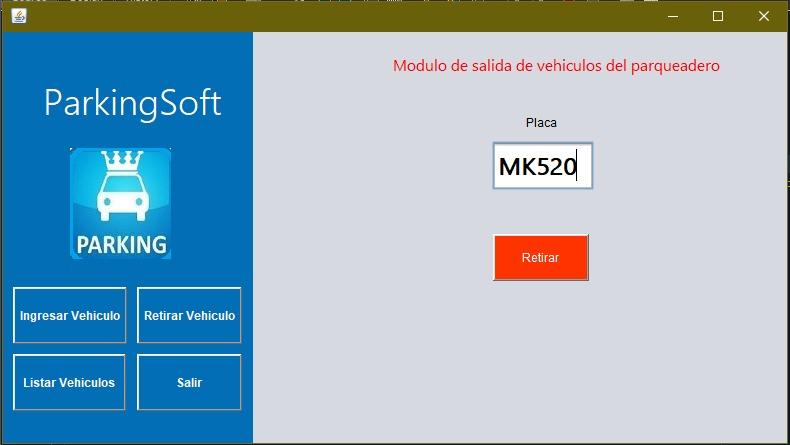 ParkingSoft
PARKING
Ingresar Vehiculo
Retirar Vehiculo
Listar Vehiculos
Salir
Modulo de salida de vehiculos del parqueadero
Placa
MK520
Retirar